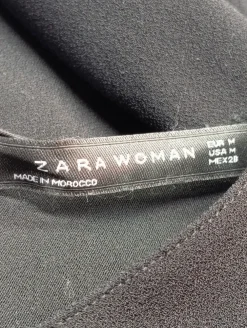 ZARA WOMAN
MADE IN MOROCCO
EUR M
USA M
MEX 28